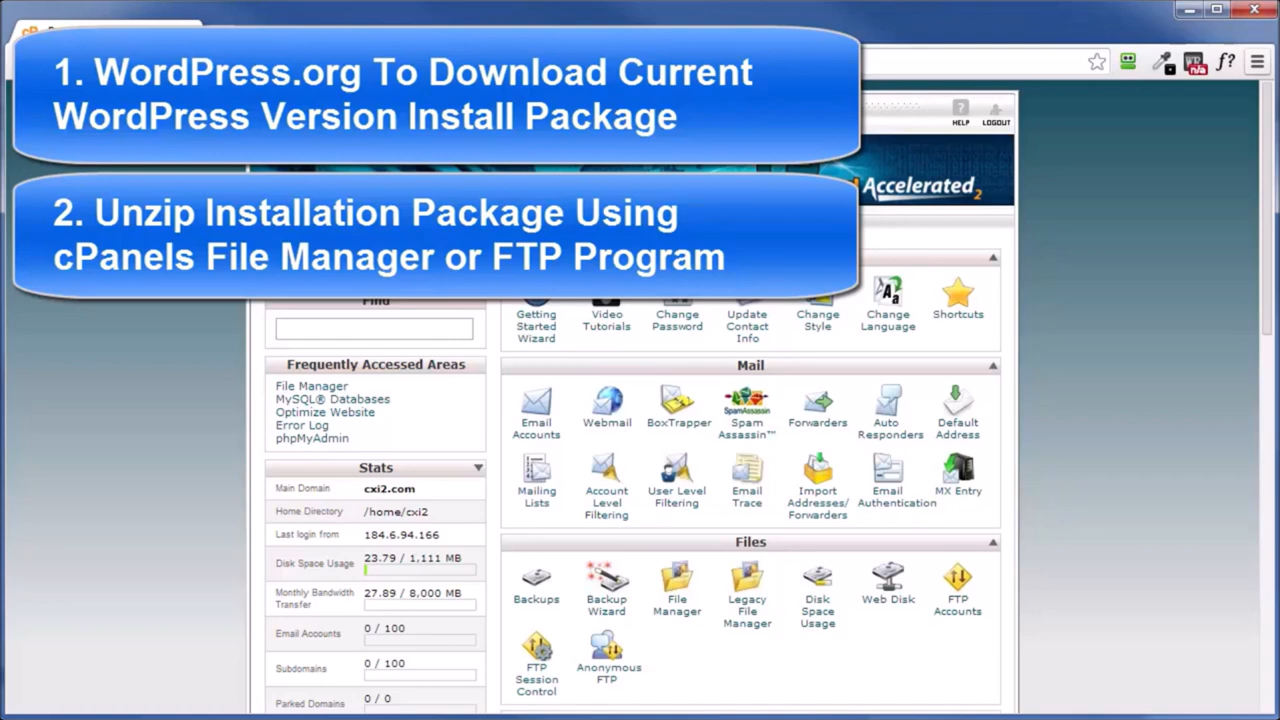 1. WordPress.org To Download Current
WordPress Version Install Package
2. Unzip Installation Package Using
cPanels File Manager or FTP Program
WR
n/a
f?
?
HELP
LOGOUT
Accelerated2
Find
Getting Started Wizard
Video Tutorials
Change Password
Update Contact Info
Change Style
Change Language
Shortcuts
Frequently Accessed Areas
File Manager
MySQL® Databases
Optimize Website
Error Log
phpMyAdmin
Mail
Email Accounts
Webmail
BoxTrapper
Spam Assassin™
Forwarders
Auto Responders
Default Address
Mailing Lists
Account Level Filtering
User Level Filtering
Email Trace
Import Addresses/ Forwarders
Email Authentication
MX Entry
Stats
Main Domain cxi2.com
Home Directory /home/cxi2
Last login from 184.6.94.166
Disk Space Usage 23.79 / 1,111 MB
Monthly Bandwidth Transfer 27.89 / 8,000 MB
Email Accounts 0 / 100
Subdomains 0 / 100
Parked Domains 0 / 0
Files
Backups
Backup Wizard
File Manager
Legacy File Manager
Disk Space Usage
Web Disk
FTP Accounts
FTP Session Control
Anonymous FTP